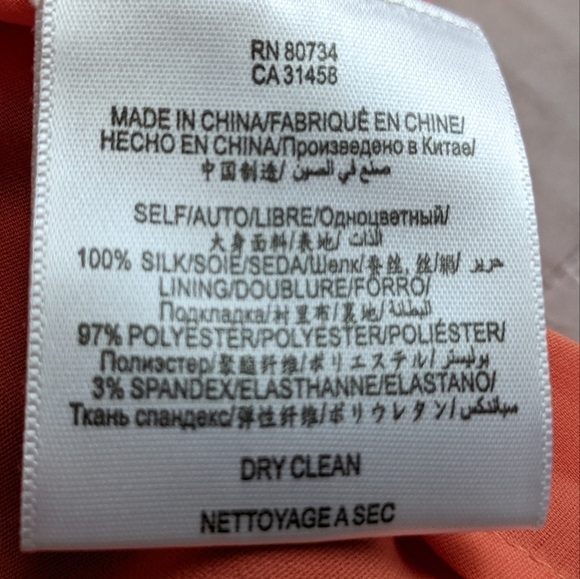 RN 80734
CA 31458
MADE IN CHINA/FABRIQUÉ EN CHINE/
HECHO EN CHINA/Произведено в Китае/
中国制造/ صنع في الصين
SELF/AUTO/LIBRE/Одноцветный/
大身面料/表地/ الذات
100% SILK/SOIE/SEDA/Шелк/蚕丝, 丝/絹/ حرير
LINING/DOUBLURE/FORRO/
Подкладка/衬里布/裏地/ البطانة
97% POLYESTER/POLYESTER/POLIÉSTER/
Полиэстер/聚酯纤维/ポリエステル/ بوليستر
3% SPANDEX/ELASTHANNE/ELASTANO/
Ткань спандекс/弹性纤维/ポリウレタン/ سباندكس
DRY CLEAN
NETTOYAGE A SEC